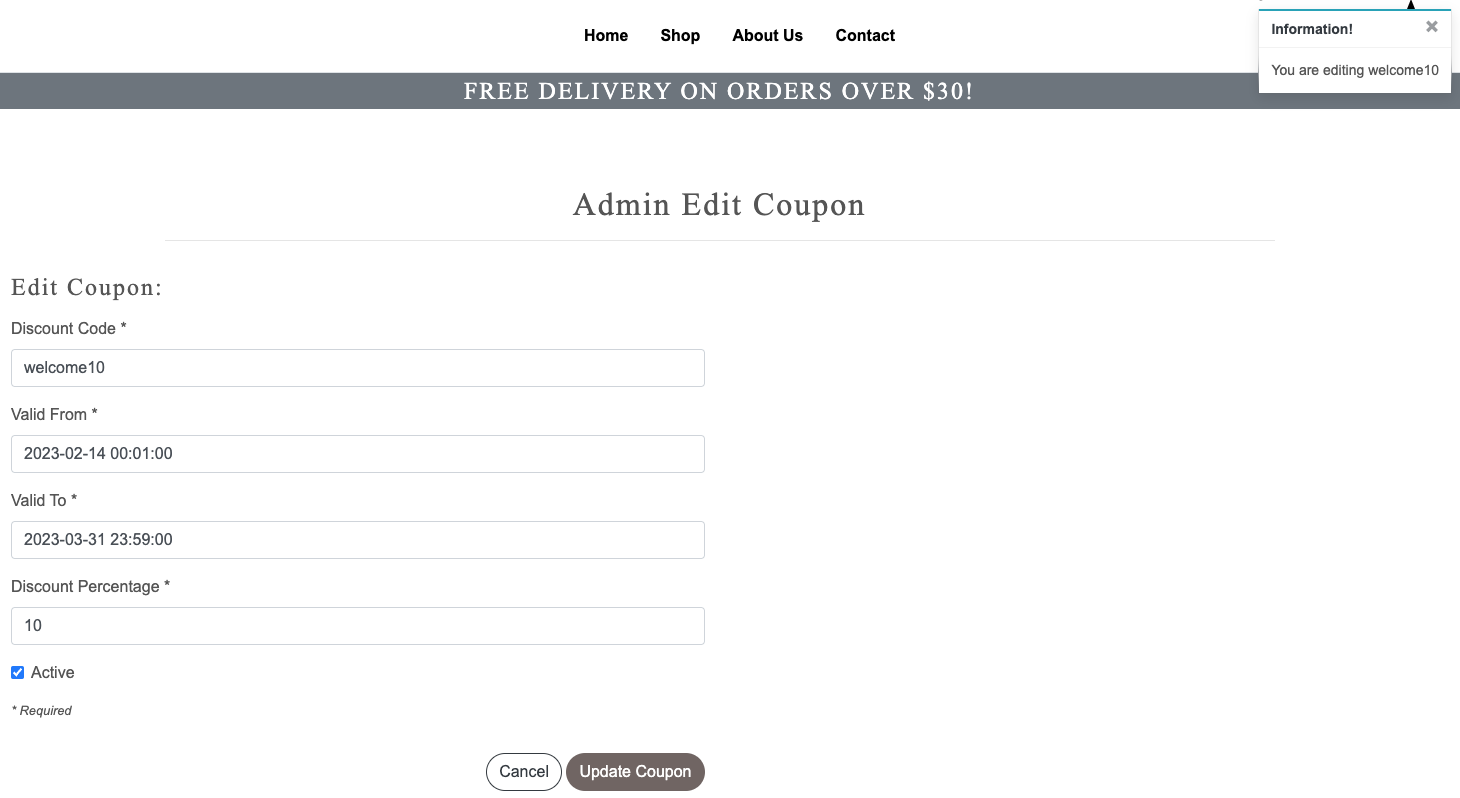 Home Shop About Us Contact
Information!
You are editing welcome10
FREE DELIVERY ON ORDERS OVER $30!
Admin Edit Coupon
Edit Coupon:
Discount Code *
welcome10
Valid From *
2023-02-14 00:01:00
Valid To *
2023-03-31 23:59:00
Discount Percentage *
10
Active
* Required
Cancel Update Coupon